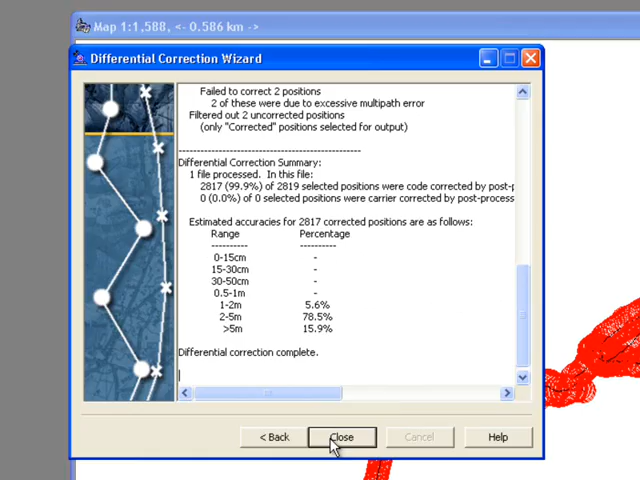 Map 1:1,588, <- 0.586 km ->
Differential Correction Wizard
Failed to correct 2 positions
2 of these were due to excessive multipath error
Filtered out 2 uncorrected positions
(only "Corrected" positions selected for output)
----------------------------------------------------
Differential Correction Summary:
1 file processed. In this file:
2817 (99.9%) of 2819 selected positions were code corrected by post-p
0 (0.0%) of 0 selected positions were carrier corrected by post-process
Estimated accuracies for 2817 corrected positions are as follows:
Range Percentage
---------- ----------
0-15cm -
15-30cm -
30-50cm -
0.5-1m -
1-2m 5.6%
2-5m 78.5%
>5m 15.9%
Differential correction complete.
< Back Close Cancel Help